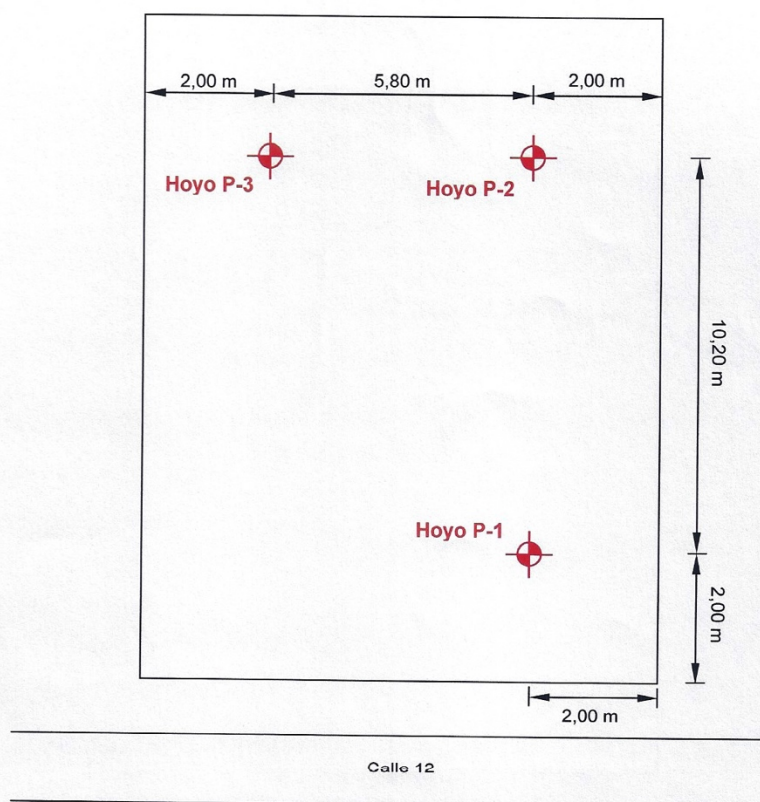 2,00 m
5,80 m
2,00 m
Hoyo P-3
Hoyo P-2
10,20 m
Hoyo P-1
2,00 m
2,00 m
Calle 12